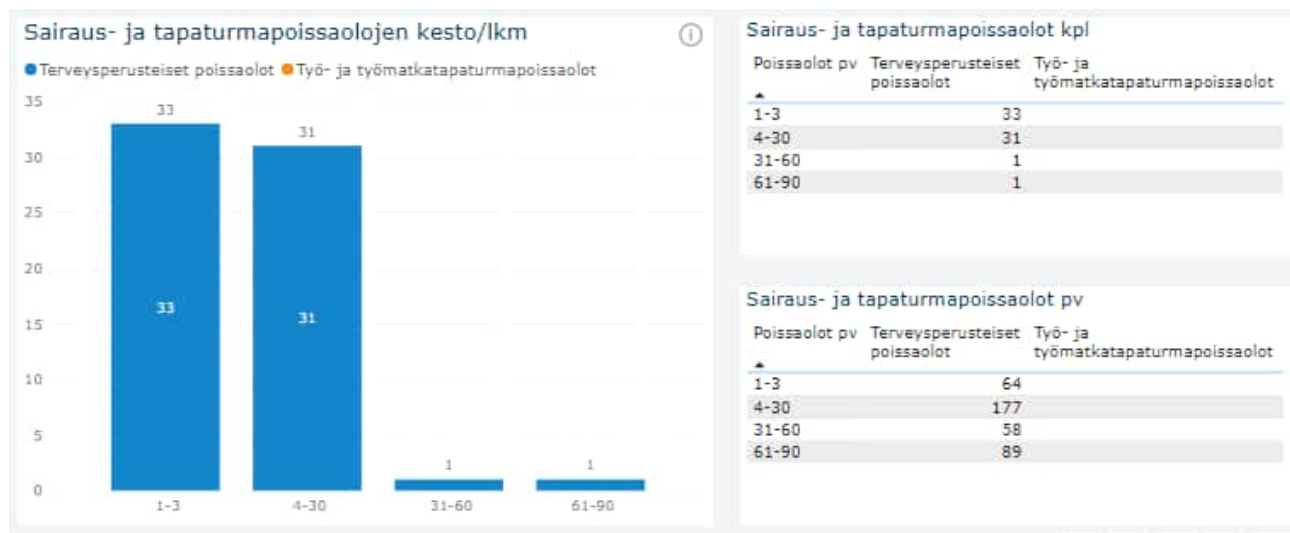 Sairaus- ja tapaturmapoissaolojen kesto/lkm
Terveysperusteiset poissaolot Työ- ja työmatkatapaturmapoissaolot
35
30
25
20
15
10
5
0
33
31
1
1
33
31
1-3 4-30 31-60 61-90
Sairaus- ja tapaturmapoissaolot kpl
Poissaolot pv Terveysperusteiset Työ- ja
poissaolot työmatkatapaturmapoissaolot
1-3 33
4-30 31
31-60 1
61-90 1
Sairaus- ja tapaturmapoissaolot pv
Poissaolot pv Terveysperusteiset Työ- ja
poissaolot työmatkatapaturmapoissaolot
1-3 64
4-30 177
31-60 58
61-90 89